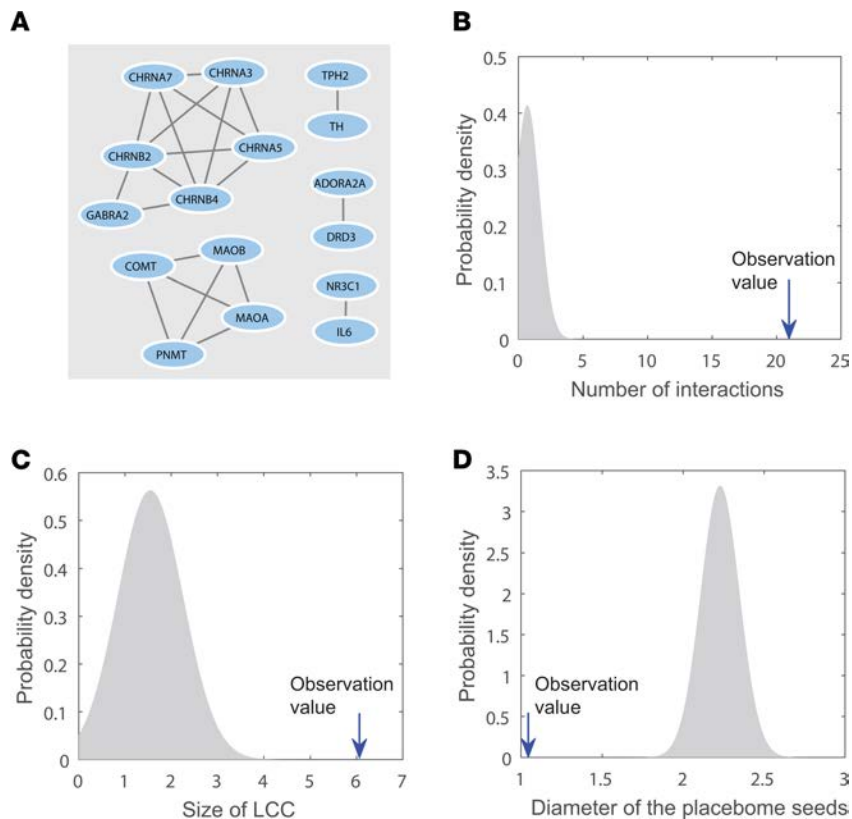 A
CHRNA7
CHRNA3
CHRNB2
CHRNA5
CHRNB4
GABRA2
COMT
MAOB
MAOA
PNMT
TPH2
TH
ADORA2A
DRD3
NR3C1
IL6
B
0.5
0.4
0.3
0.2
0.1
0
Probability density
Observation
value
0 5 10 15 20 25
Number of interactions
C
0.6
0.5
0.4
0.3
0.2
0.1
0
Probability density
Observation
value
0 1 2 3 4 5 6 7
Size of LCC
D
3.5
3
2.5
2
1.5
1
0.5
0
Probability density
Observation
value
1 1.5 2 2.5 3
Diameter of the placebome seeds